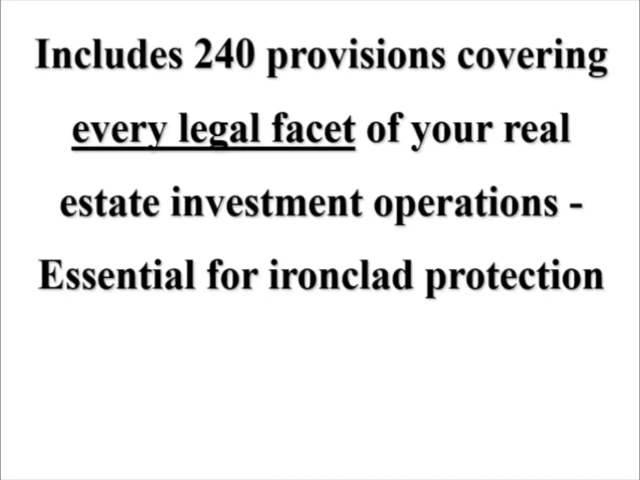 Includes 240 provisions covering
every legal facet of your real
estate investment operations -
Essential for ironclad protection